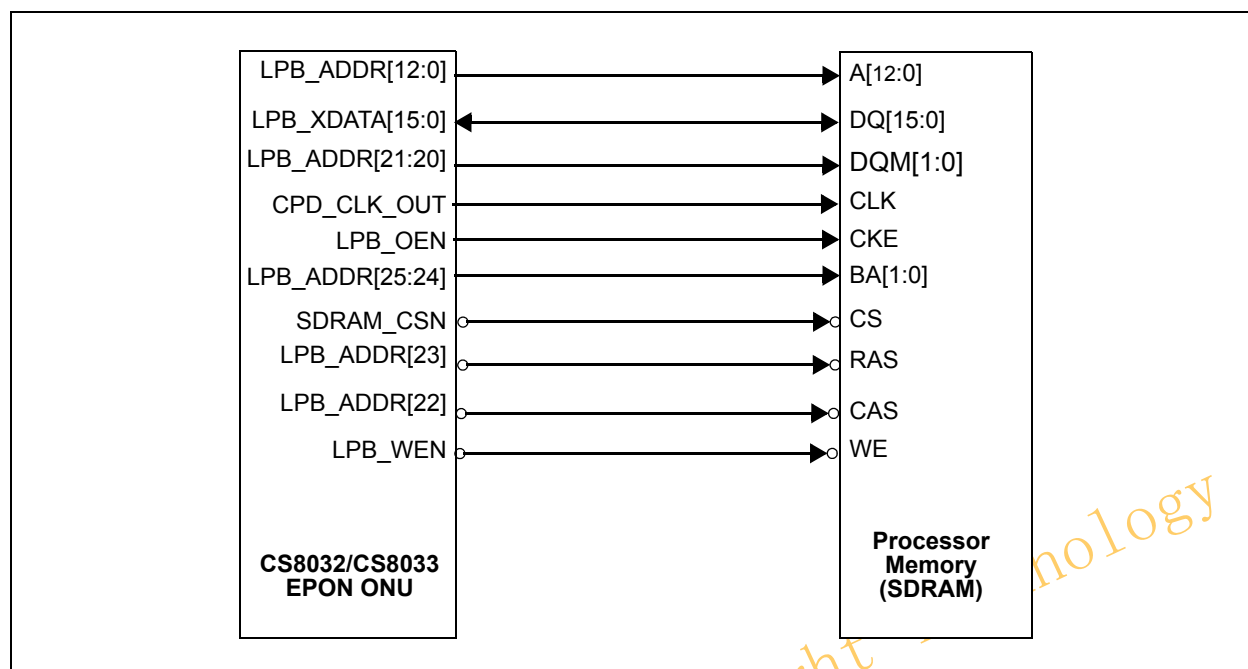 LPB_ADDR[12:0] A[12:0]
LPB_XDATA[15:0] DQ[15:0]
LPB_ADDR[21:20] DQM[1:0]
CPD_CLK_OUT CLK
LPB_OEN CKE
LPB_ADDR[25:24] BA[1:0]
SDRAM_CSN CS
LPB_ADDR[23] RAS
LPB_ADDR[22] CAS
LPB_WEN WE
CS8032/CS8033
EPON ONU
Processor
Memory
(SDRAM)